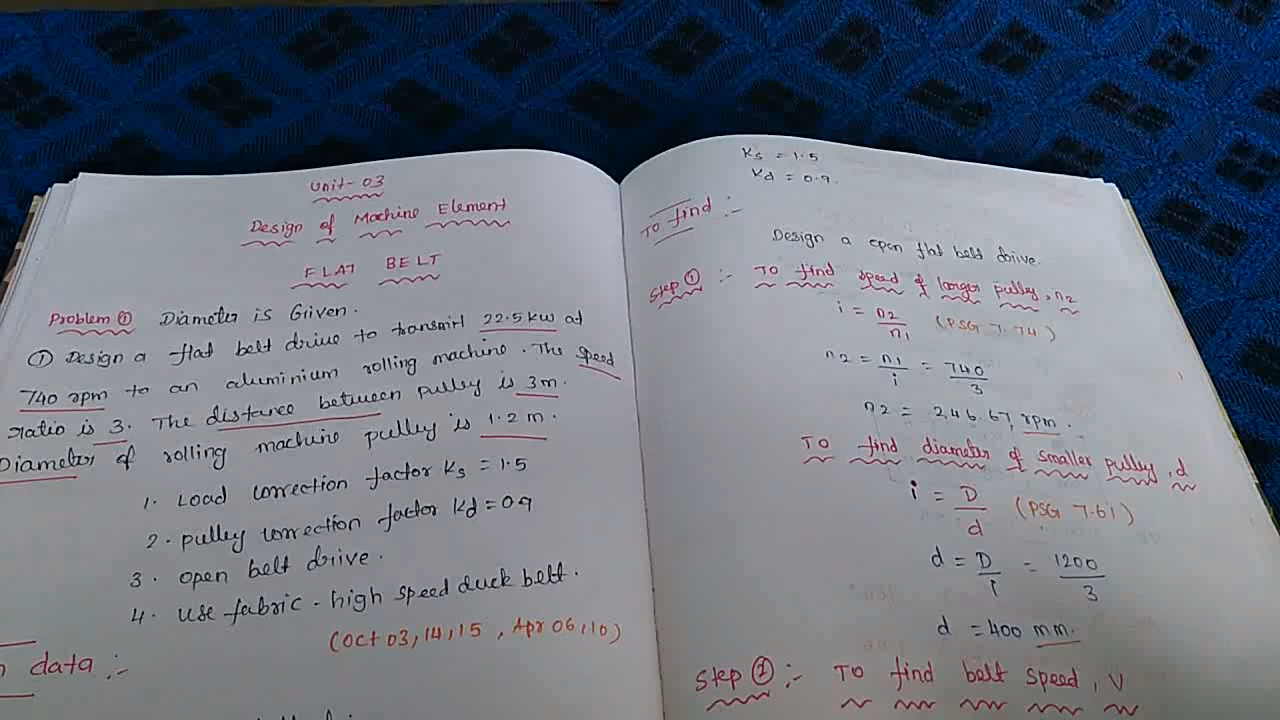 Unit-03
Design of Machine Element
FLAT BELT
Problem ① Diameter is Given.
① Design a flat belt drive to transmit 22.5 kw at
740 rpm to an aluminium rolling machine. The speed
ratio is 3. The distance between pulley is 3m.
Diameter of rolling machine pulley is 1.2 m.
1. Load correction factor Ks = 1.5
2. pulley correction factor Kd = 0.9
3. open belt drive.
4. use fabric - high speed duck belt.
(Oct 03, 14, 15, Apr 06, 10)
data :-
Ks = 1.5
Kd = 0.9.
To find :-
Design a open flat belt drive.
Step ① :- To find speed of larger pulley, n2
i = n2/n1 (PSG 7.74)
n2 = n1/i = 740/3
n2 = 246.67 rpm.
To find diameter of smaller pulley, d
i = D/d (PSG 7.61)
d = D/i = 1200/3
d = 400 mm.
Step ② :- To find belt speed, V